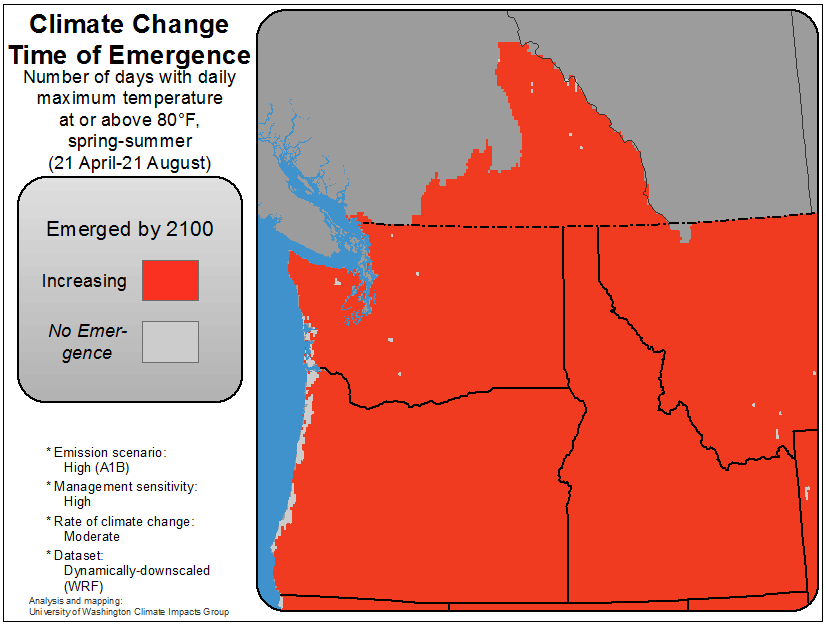 Climate Change
Time of Emergence
Number of days with daily
maximum temperature
at or above 80°F,
spring-summer
(21 April-21 August)
Emerged by 2100
Increasing
No Emer-
gence
* Emission scenario:
High (A1B)
* Management sensitivity:
High
* Rate of climate change:
Moderate
* Dataset:
Dynamically-downscaled
(WRF)
Analysis and mapping:
University of Washington Climate Impacts Group